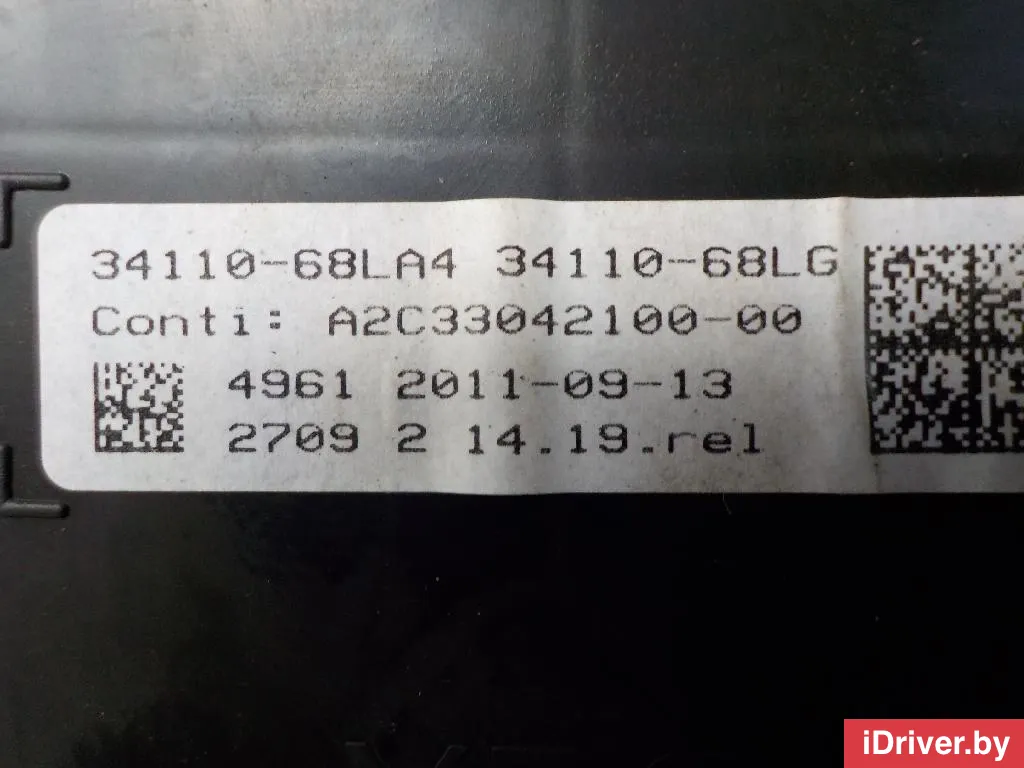 34110-68LA4 34110-68LG
Conti: A2C33042100-00
4961 2011-09-13
2709 2 14.19.rel
iDriver.by